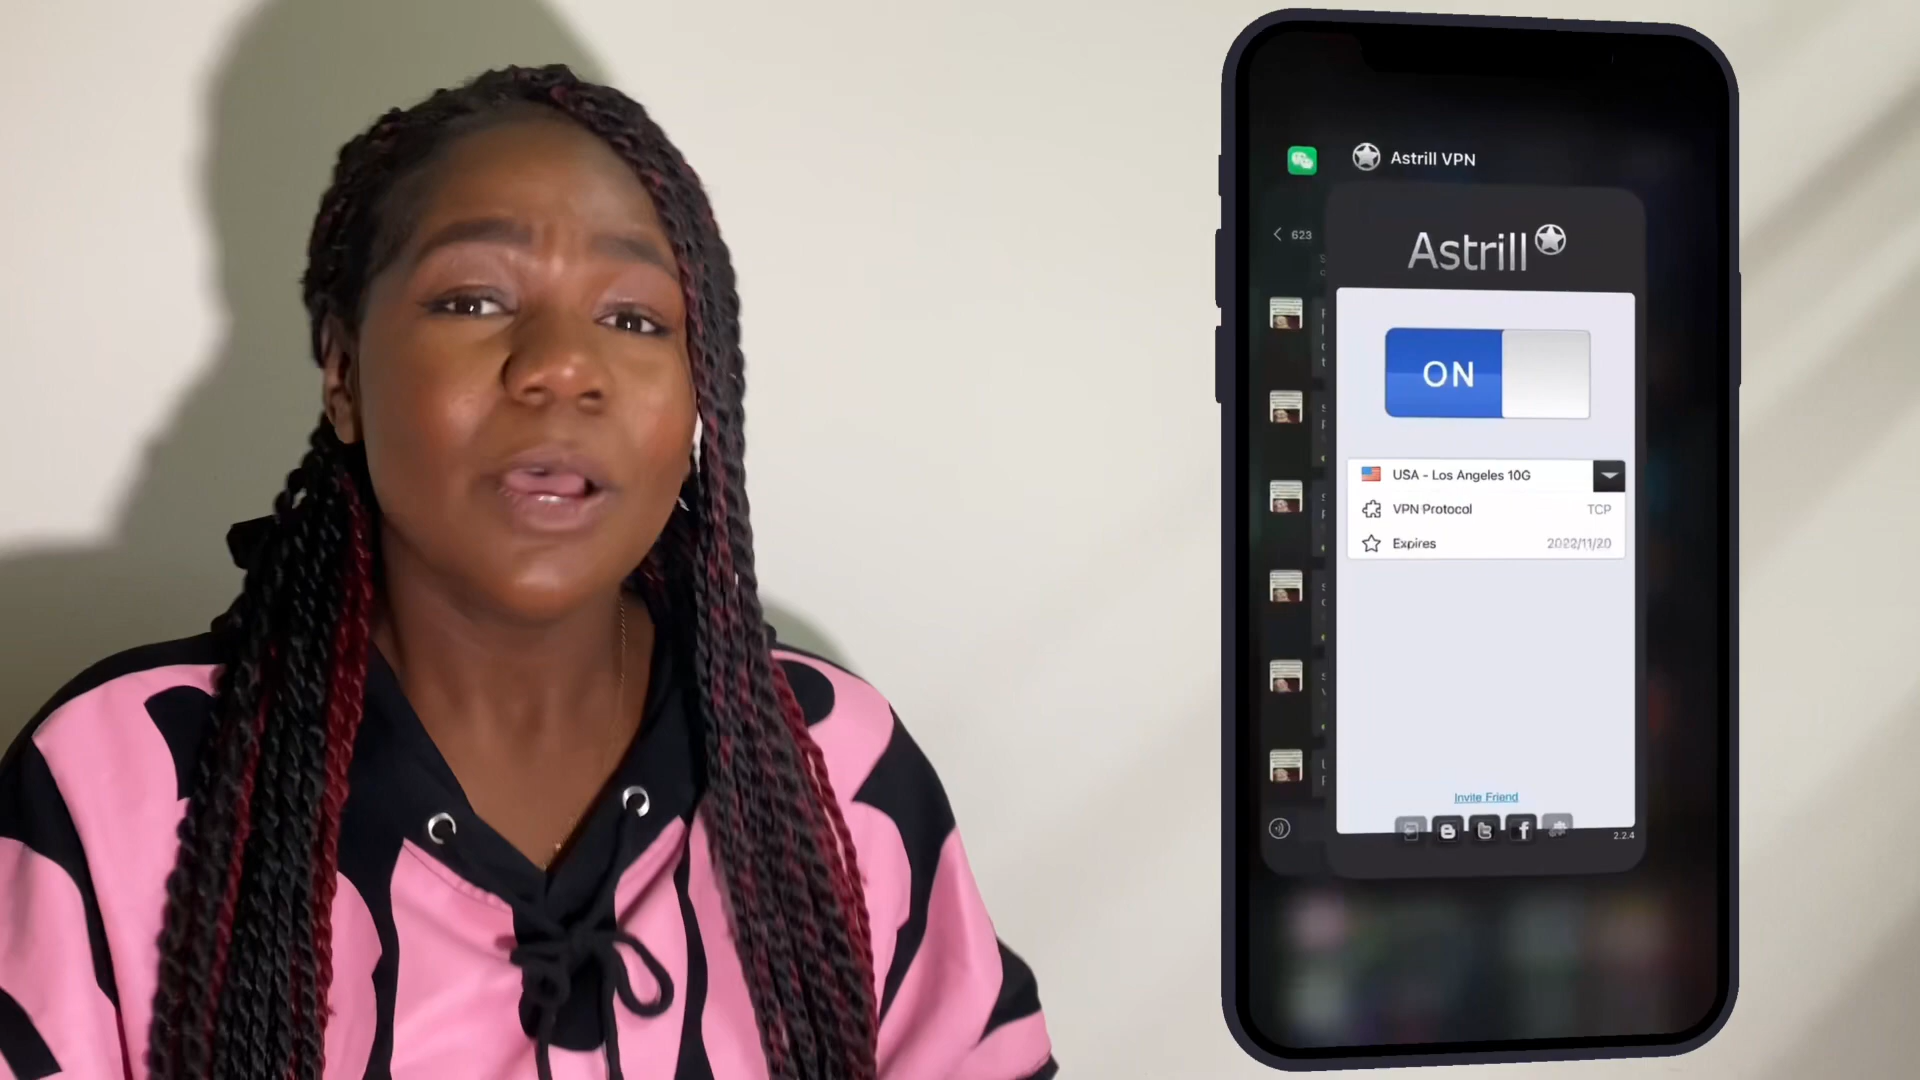 Astrill VPN
623
Astrill
ON
USA - Los Angeles 10G
VPN Protocol
TCP
Expires
2022/11/20
Invite Friend
2.2.4